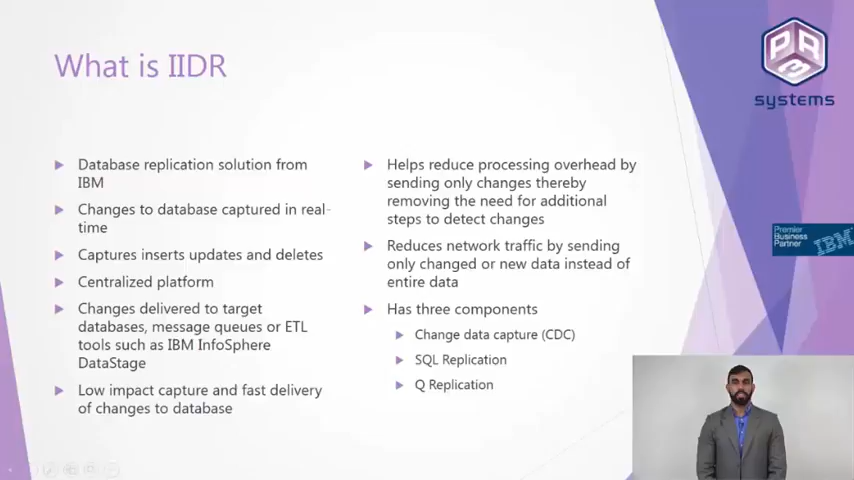 What is IIDR
Database replication solution from
IBM
Changes to database captured in real-
time
Captures inserts updates and deletes
Centralized platform
Changes delivered to target
databases, message queues or ETL
tools such as IBM InfoSphere
DataStage
Low impact capture and fast delivery
of changes to database
Helps reduce processing overhead by
sending only changes thereby
removing the need for additional
steps to detect changes
Reduces network traffic by sending
only changed or new data instead of
entire data
Has three components
Change data capture (CDC)
SQL Replication
Q Replication
PR3
systems
Premier
Business
Partner
IBM